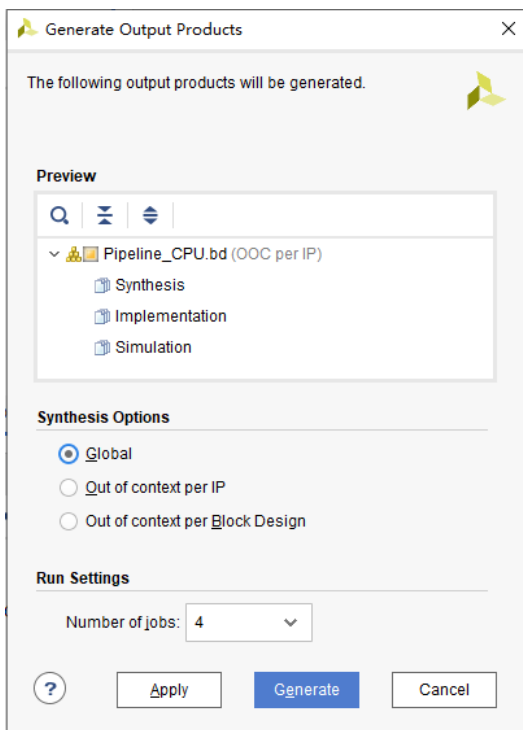 Generate Output Products
The following output products will be generated.
Preview
Pipeline_CPU.bd (OOC per IP)
Synthesis
Implementation
Simulation
Synthesis Options
Global
Out of context per IP
Out of context per Block Design
Run Settings
Number of jobs: 4
? Apply Generate Cancel